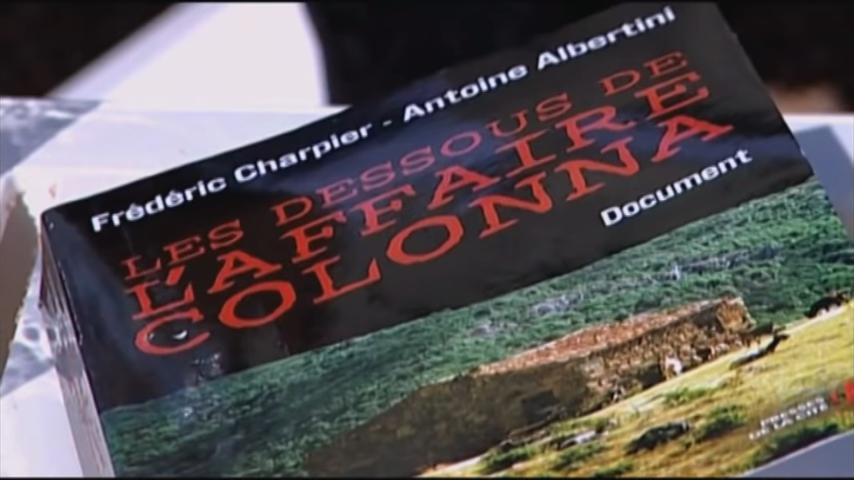 Frédéric Charpier - Antoine Albertini
LES DESSOUS DE
L'AFFAIRE
COLONNA
Document
PRESSES
DE LA CITÉ